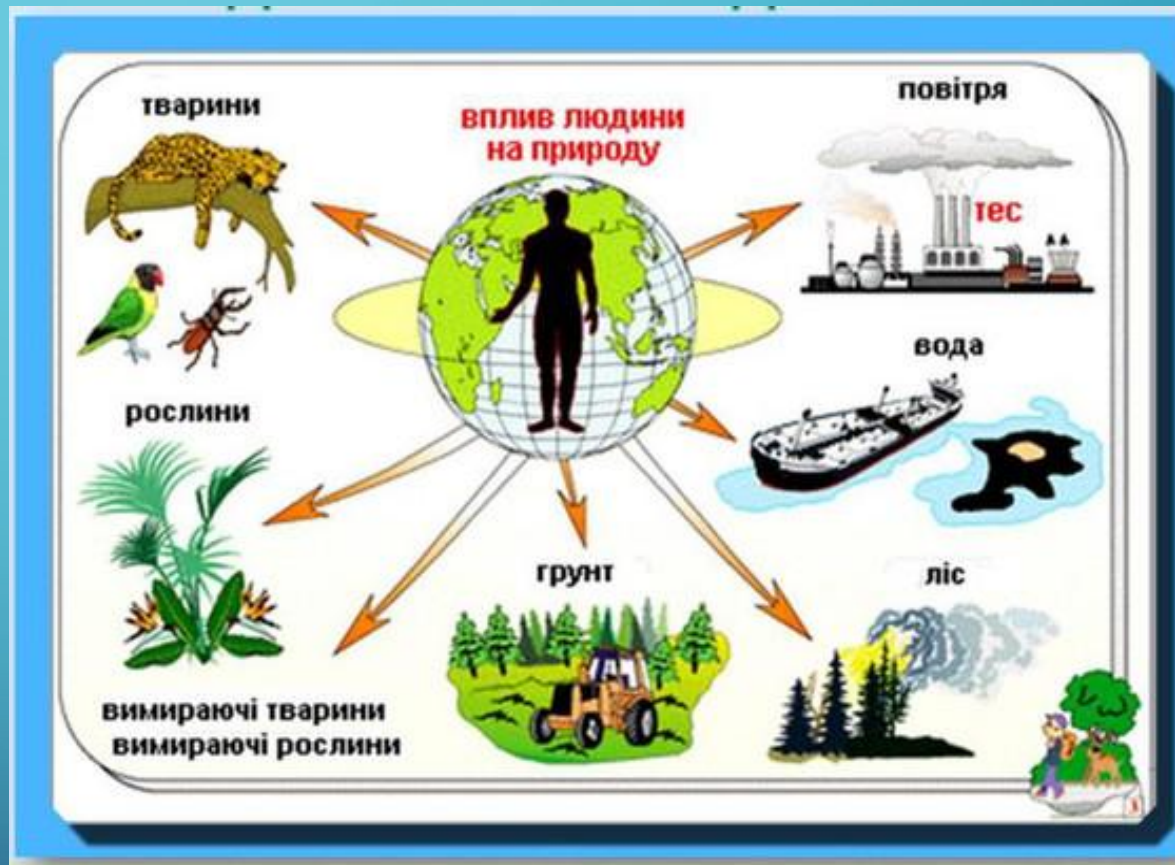 тварини
вплив людини
на природу
повітря
тес
вода
рослини
грунт
ліс
вимираючі тварини
вимираючі рослини